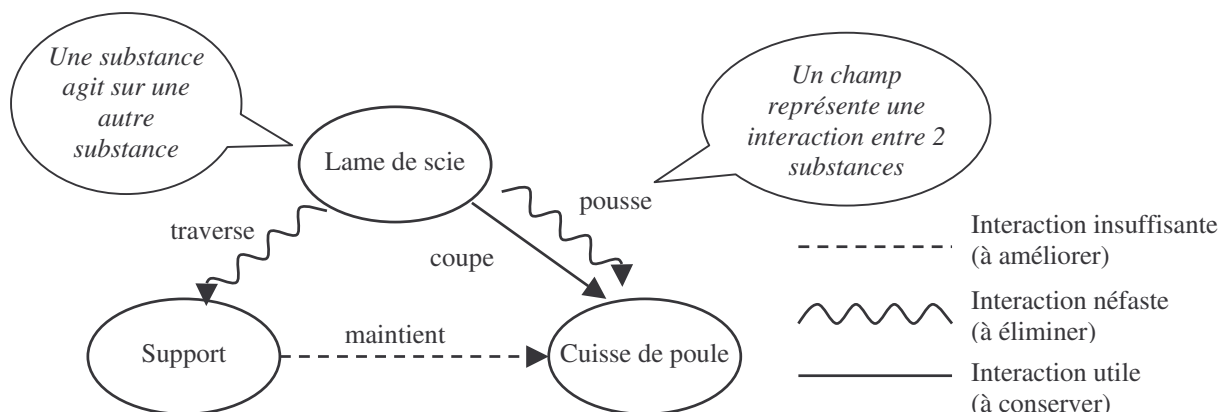 Une substance
agit sur une
autre
substance
Un champ
représente une
interaction entre 2
substances
Lame de scie
pousse
traverse
coupe
maintient
Support
Cuisse de poule
Interaction insuffisante
(à améliorer)
Interaction néfaste
(à éliminer)
Interaction utile
(à conserver)